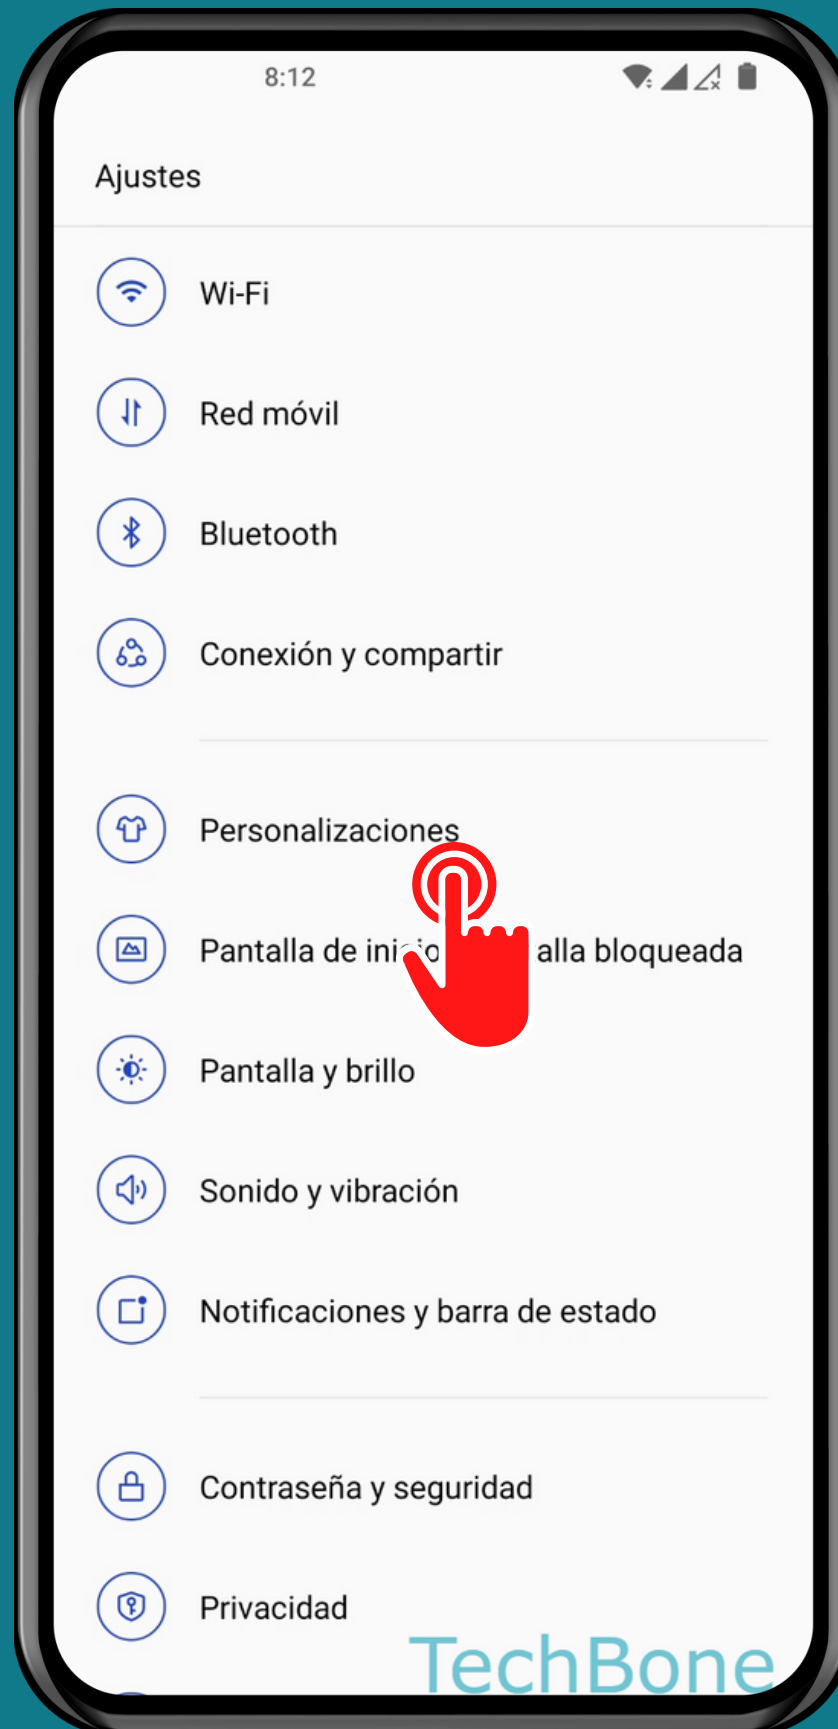 8:12
Ajustes
Wi-Fi
Red móvil
Bluetooth
Conexión y compartir
Personalizaciones
Pantalla de inicio alla bloqueada
Pantalla y brillo
Sonido y vibración
Notificaciones y barra de estado
Contraseña y seguridad
Privacidad
TechBone